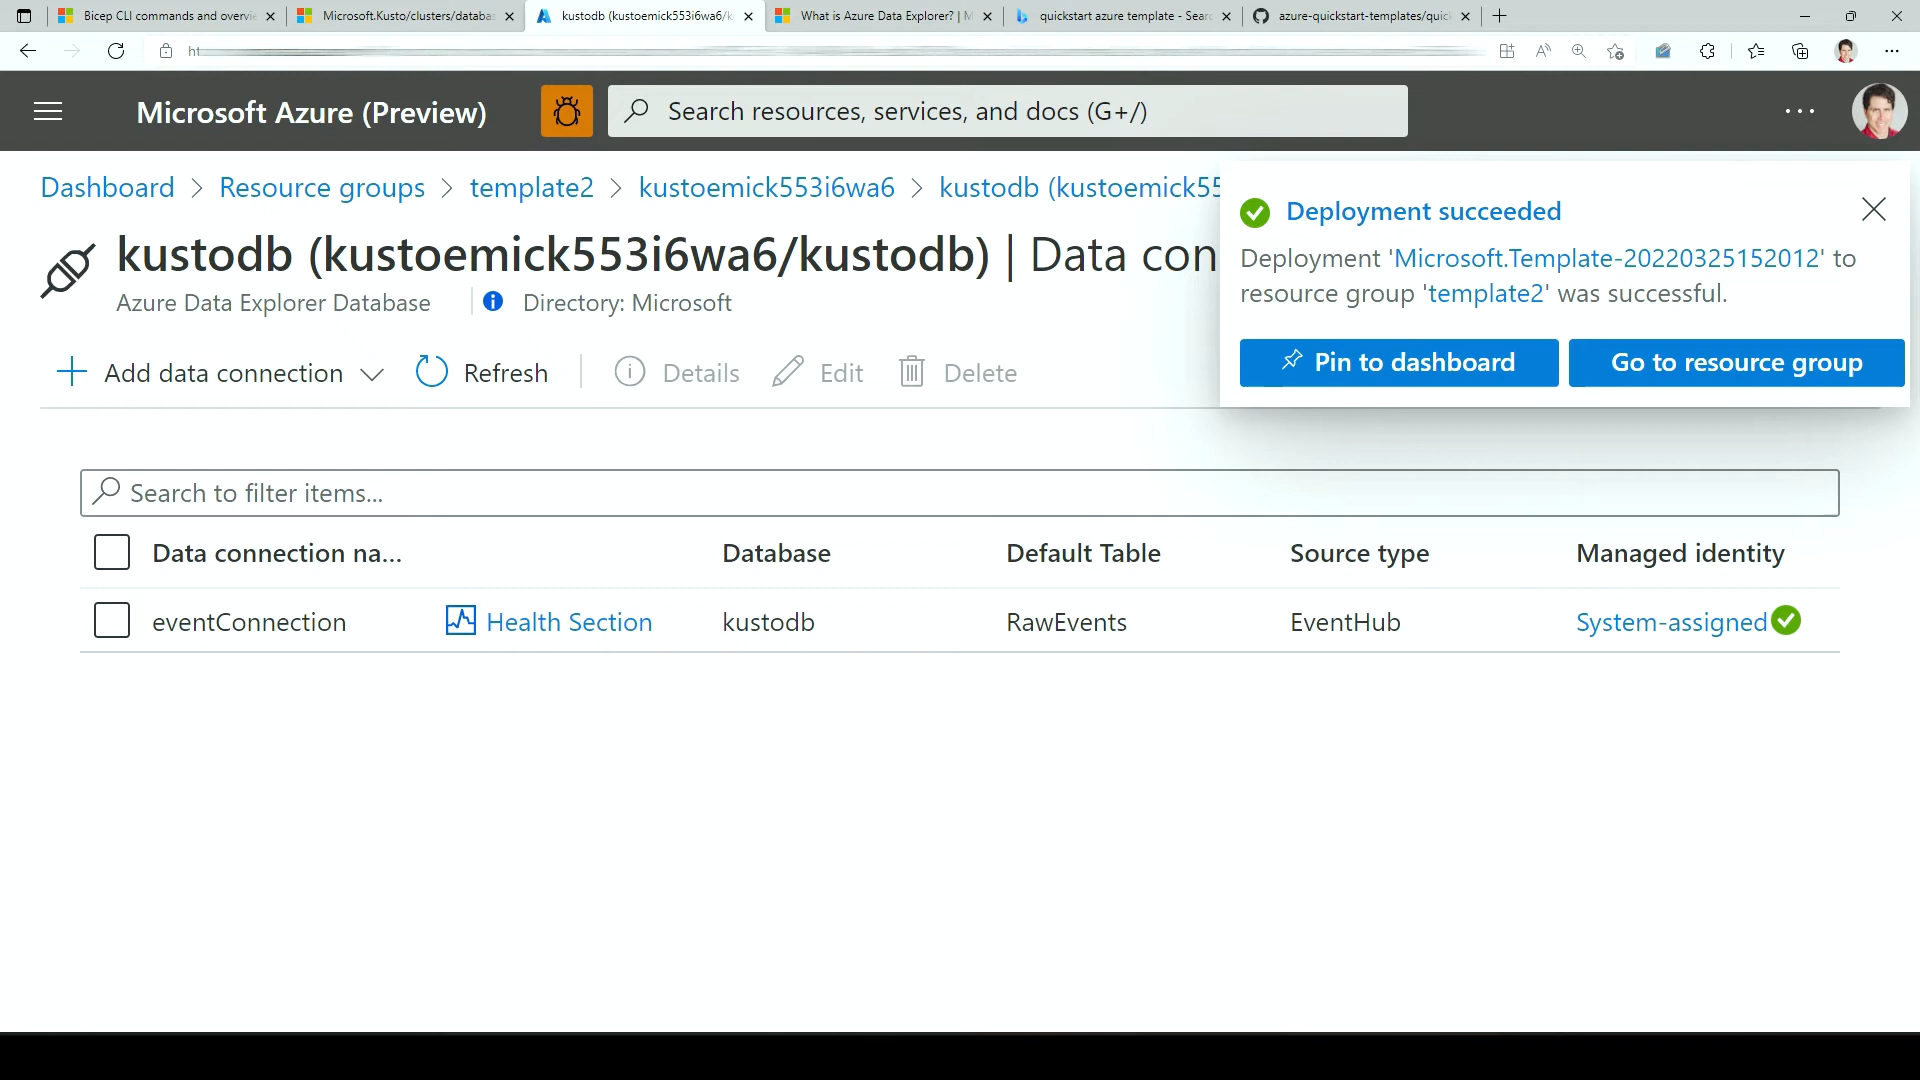 Bicep CLI commands and overvie
Microsoft.Kusto/clusters/databas
kustodb (kustoemick553i6wa6/k
What is Azure Data Explorer? | M
quickstart azure template - Searc
azure-quickstart-templates/quick
Microsoft Azure (Preview)
Search resources, services, and docs (G+/)
Dashboard > Resource groups > template2 > kustoemick553i6wa6 > kustodb (kustoemick55
kustodb (kustoemick553i6wa6/kustodb) | Data con
Azure Data Explorer Database
Directory: Microsoft
Deployment succeeded
Deployment 'Microsoft.Template-20220325152012' to
resource group 'template2' was successful.
Pin to dashboard
Go to resource group
Add data connection
Refresh
Details
Edit
Delete
Search to filter items...
Data connection na... Database Default Table Source type Managed identity
eventConnection Health Section kustodb RawEvents EventHub System-assigned